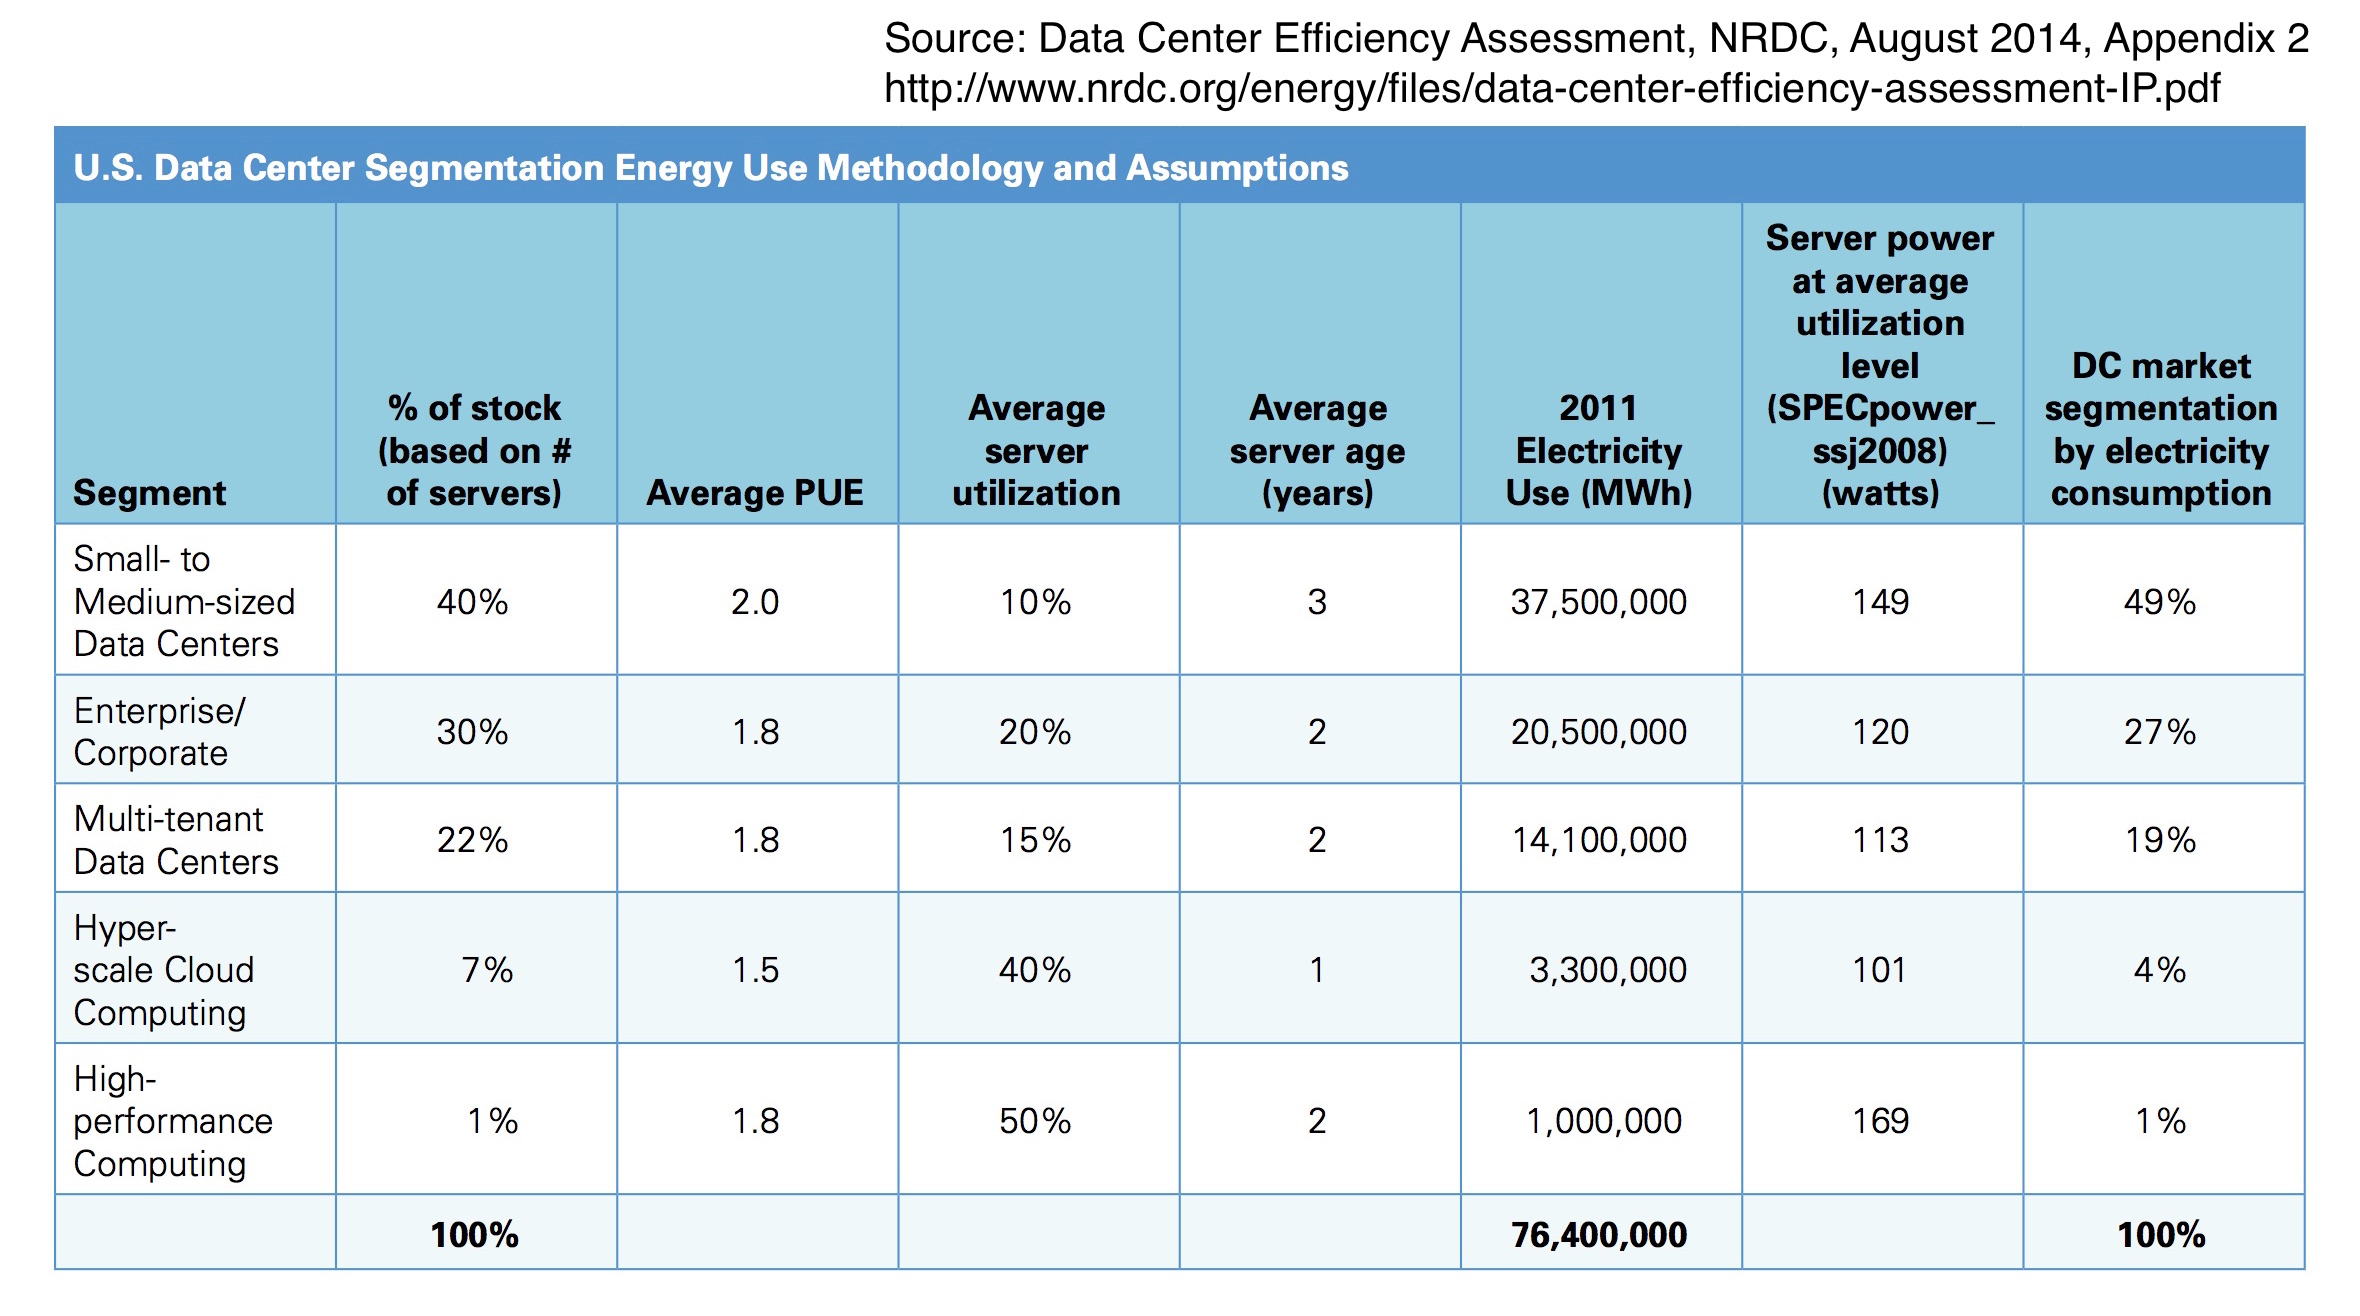 Source: Data Center Efficiency Assessment, NRDC, August 2014, Appendix 2
http://www.nrdc.org/energy/files/data-center-efficiency-assessment-IP.pdf
U.S. Data Center Segmentation Energy Use Methodology and Assumptions
Segment
% of stock
(based on #
of servers)
Average PUE
Average
server
utilization
Average
server age
(years)
2011
Electricity
Use (MWh)
Server power
at average
utilization
level
(SPECpower_
ssj2008)
(watts)
DC market
segmentation
by electricity
consumption
Small- to
Medium-sized
Data Centers
40%
2.0
10%
3
37,500,000
149
49%
Enterprise/
Corporate
30%
1.8
20%
2
20,500,000
120
27%
Multi-tenant
Data Centers
22%
1.8
15%
2
14,100,000
113
19%
Hyper-
scale Cloud
Computing
7%
1.5
40%
1
3,300,000
101
4%
High-
performance
Computing
1%
1.8
50%
2
1,000,000
169
1%
100%
76,400,000
100%